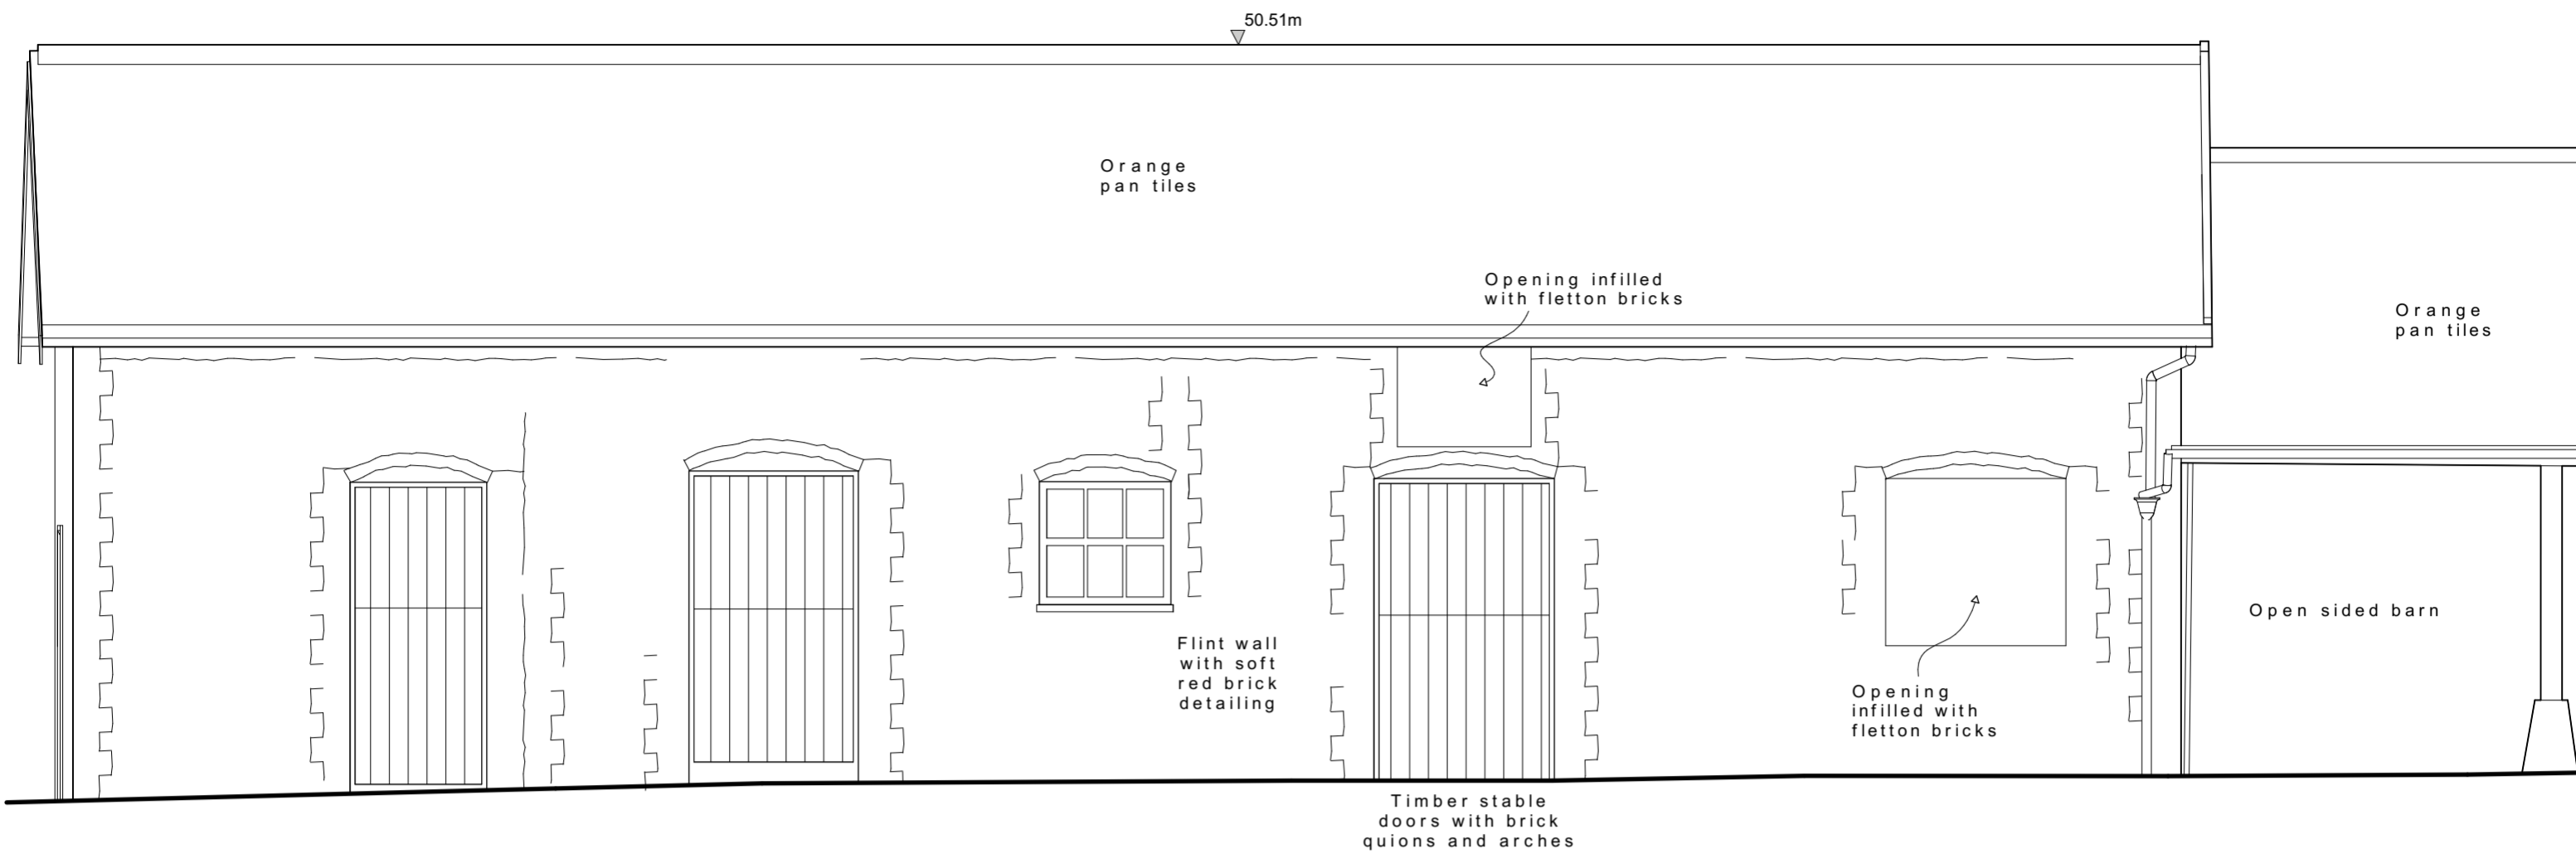 50.51m
Orange
pan tiles
Opening infilled
with fletton bricks
Orange
pan tiles
Open sided barn
Flint wall
with soft
red brick
detailing
Opening
infilled with
fletton bricks
Timber stable
doors with brick
quions and arches